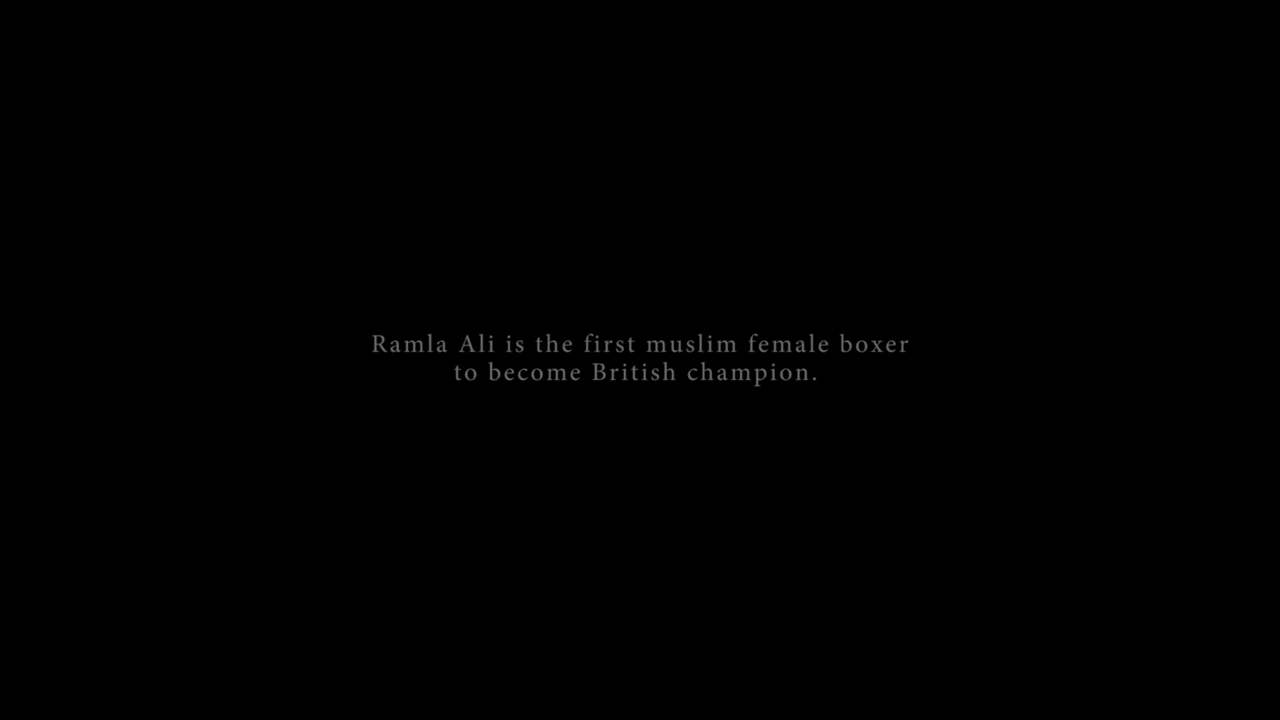 Ramla Ali is the first muslim female boxer
to become British champion.